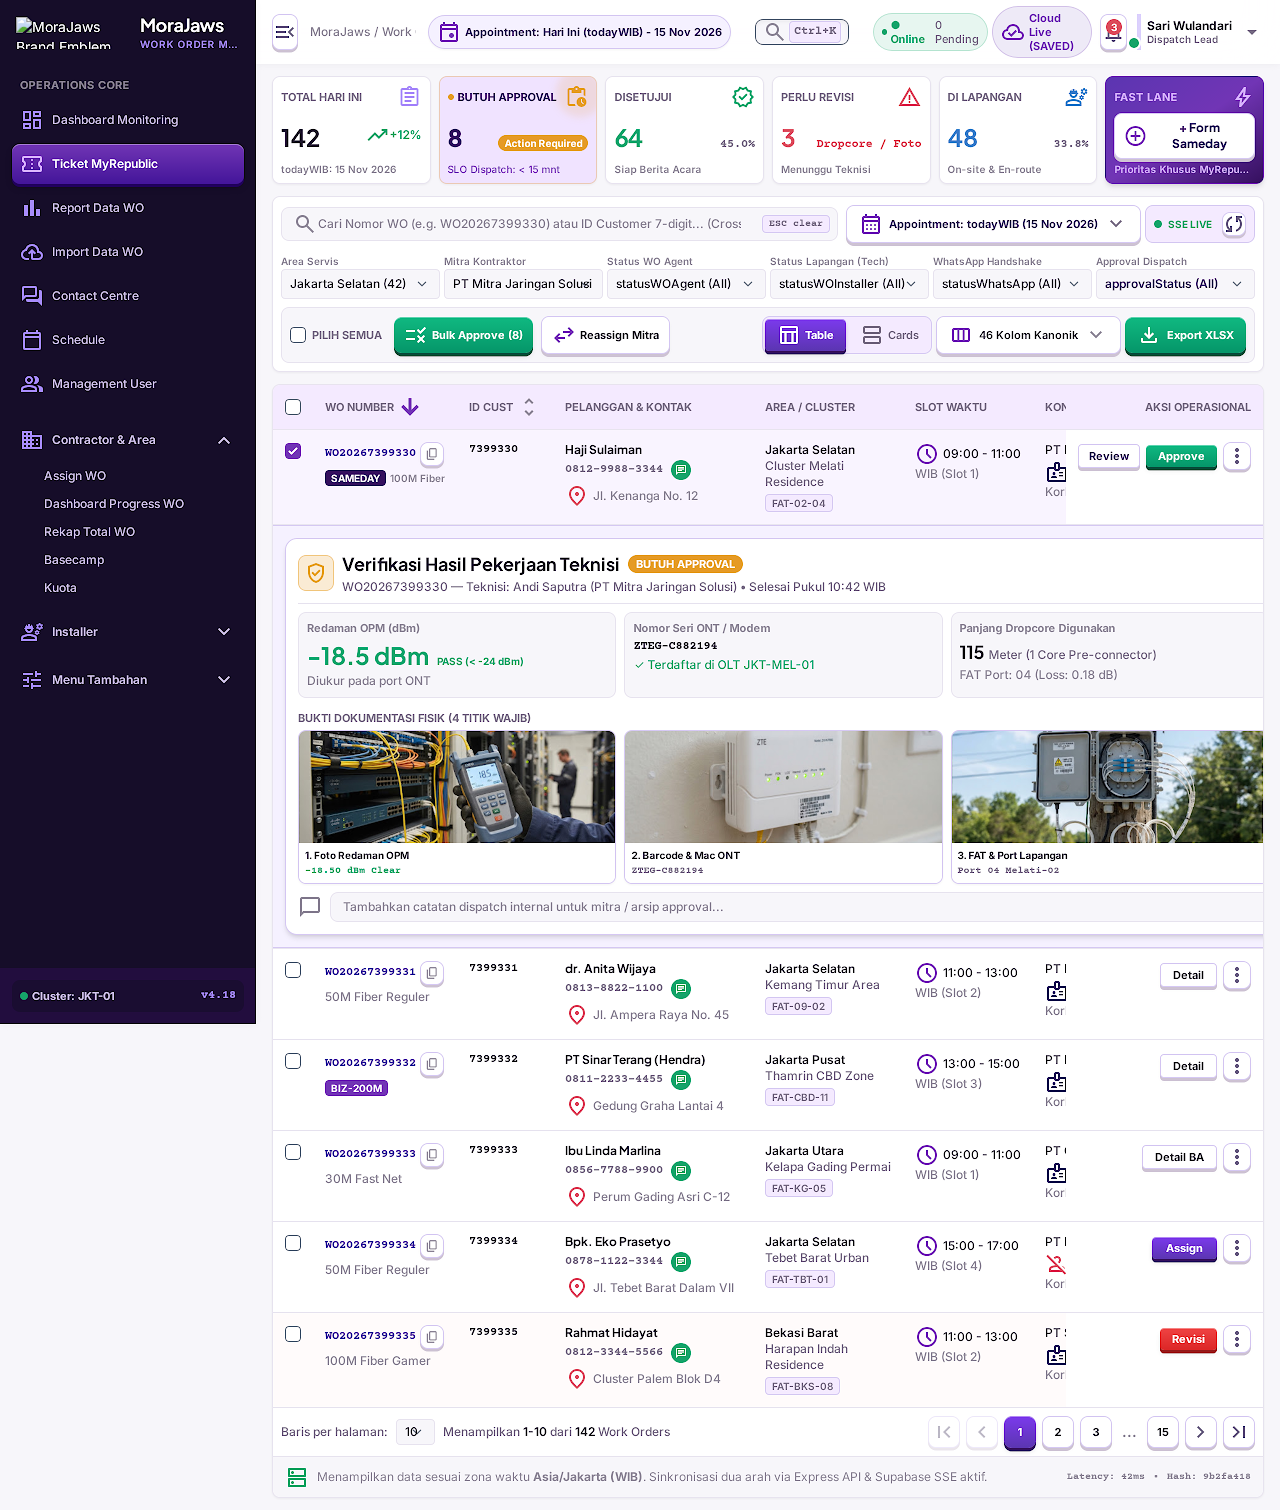 MoraJaws
Brand Emblem
MoraJaws
WORK ORDER M...
OPERATIONS CORE
Dashboard Monitoring
Ticket MyRepublic
Report Data WO
Import Data WO
Contact Centre
Schedule
Management User
Contractor & Area
Assign WO
Dashboard Progress WO
Rekap Total WO
Basecamp
Kuota
Installer
Menu Tambahan
Cluster: JKT-01
v4.18
MoraJaws / Work
Appointment: Hari Ini (todayWIB) - 15 Nov 2026
Ctrl+K
Online
0 Pending
Cloud Live (SAVED)
3
Sari Wulandari
Dispatch Lead
TOTAL HARI INI
142
+12%
todayWIB: 15 Nov 2026
BUTUH APPROVAL
8
Action Required
SLO Dispatch: < 15 mnt
DISETUJUI
64
45.0%
Siap Berita Acara
PERLU REVISI
3
Dropcore / Foto
Menunggu Teknisi
DI LAPANGAN
48
33.8%
On-site & En-route
FAST LANE
+ Form Sameday
Prioritas Khusus MyRepu...
Cari Nomor WO (e.g. WO20267399330) atau ID Customer 7-digit... (Cross
ESC clear
Appointment: todayWIB (15 Nov 2026)
SSE LIVE
Area Servis
Mitra Kontraktor
Status WO Agent
Status Lapangan (Tech)
WhatsApp Handshake
Approval Dispatch
Jakarta Selatan (42)
PT Mitra Jaringan Solusi
statusWOAgent (All)
statusWOInstaller (All)
statusWhatsApp (All)
approvalStatus (All)
PILIH SEMUA
Bulk Approve (8)
Reassign Mitra
Table
Cards
46 Kolom Kanonik
Export XLSX
WO NUMBER
ID CUST
PELANGGAN & KONTAK
AREA / CLUSTER
SLOT WAKTU
KON
AKSI OPERASIONAL
WO20267399330
SAMEDAY
100M Fiber
7399330
Haji Sulaiman
0812-9988-3344
Jl. Kenanga No. 12
Jakarta Selatan
Cluster Melati
Residence
FAT-02-04
09:00 - 11:00
WIB (Slot 1)
PT
Kor
Review
Approve
Verifikasi Hasil Pekerjaan Teknisi
BUTUH APPROVAL
WO20267399330 — Teknisi: Andi Saputra (PT Mitra Jaringan Solusi) • Selesai Pukul 10:42 WIB
Redaman OPM (dBm)
-18.5 dBm
PASS (< -24 dBm)
Diukur pada port ONT
Nomor Seri ONT / Modem
ZTEG-C882194
✓ Terdaftar di OLT JKT-MEL-01
Panjang Dropcore Digunakan
115 Meter (1 Core Pre-connector)
FAT Port: 04 (Loss: 0.18 dB)
BUKTI DOKUMENTASI FISIK (4 TITIK WAJIB)
18.5
ZTE
1. Foto Redaman OPM
-18.50 dBm Clear
2. Barcode & Mac ONT
ZTEG-C882194
3. FAT & Port Lapangan
Port 04 Melati-02
Tambahkan catatan dispatch internal untuk mitra / arsip approval...
WO20267399331
50M Fiber Reguler
7399331
dr. Anita Wijaya
0813-8822-1100
Jl. Ampera Raya No. 45
Jakarta Selatan
Kemang Timur Area
FAT-09-02
11:00 - 13:00
WIB (Slot 2)
PT
Kor
Detail
WO20267399332
BIZ-200M
7399332
PT Sinar Terang (Hendra)
0811-2233-4455
Gedung Graha Lantai 4
Jakarta Pusat
Thamrin CBD Zone
FAT-CBD-11
13:00 - 15:00
WIB (Slot 3)
PT
Kor
Detail
WO20267399333
30M Fast Net
7399333
Ibu Linda Marlina
0856-7788-9900
Perum Gading Asri C-12
Jakarta Utara
Kelapa Gading Permai
FAT-KG-05
09:00 - 11:00
WIB (Slot 1)
PT
Kor
Detail BA
WO20267399334
50M Fiber Reguler
7399334
Bpk. Eko Prasetyo
0878-1122-3344
Jl. Tebet Barat Dalam VII
Jakarta Selatan
Tebet Barat Urban
FAT-TBT-01
15:00 - 17:00
WIB (Slot 4)
PT
Kor
Assign
WO20267399335
100M Fiber Gamer
7399335
Rahmat Hidayat
0812-3344-5566
Cluster Palem Blok D4
Bekasi Barat
Harapan Indah
Residence
FAT-BKS-08
11:00 - 13:00
WIB (Slot 2)
PT
Kor
Revisi
Baris per halaman:
10
Menampilkan 1-10 dari 142 Work Orders
1
2
3
...
15
Menampilkan data sesuai zona waktu Asia/Jakarta (WIB). Sinkronisasi dua arah via Express API & Supabase SSE aktif.
Latency: 42ms • Hash: 9b2fa418